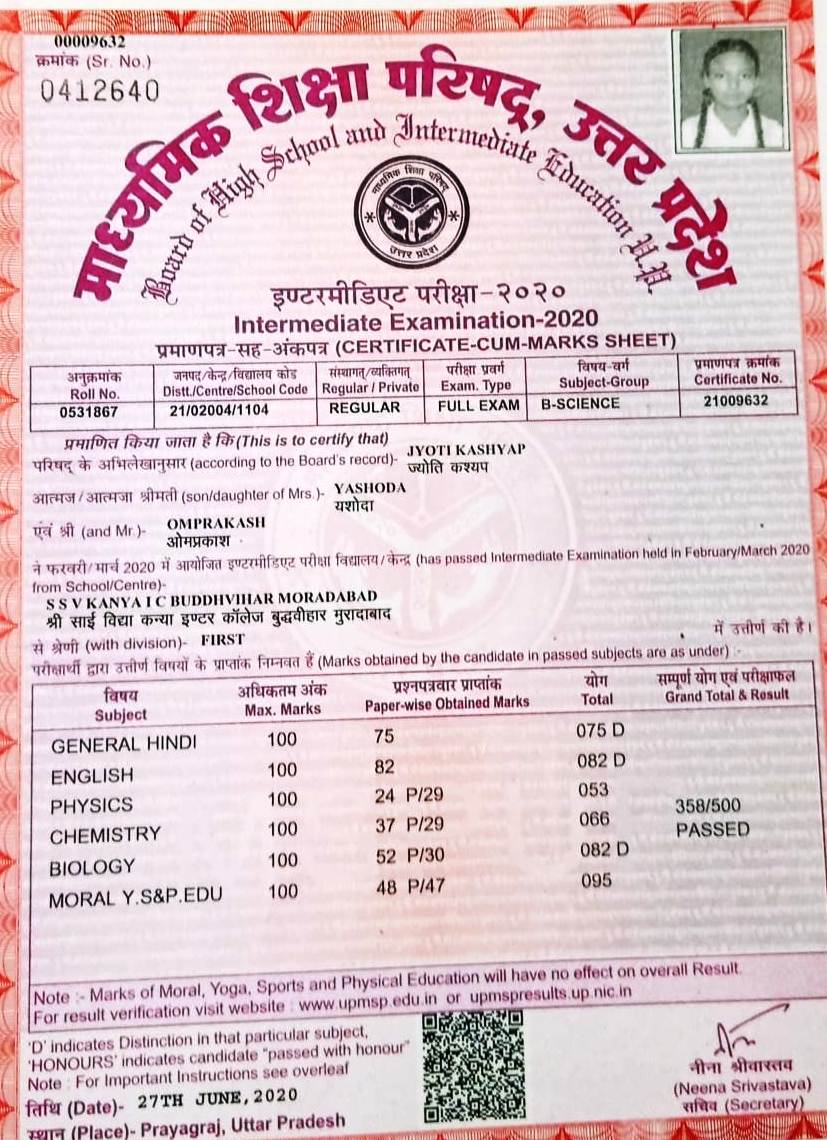 00009632
क्रमांक (Sr. No.)
0412640
माध्यमिक शिक्षा परिषद्, उत्तर प्रदेश
Board of High School and Intermediate Education U.P.
माध्यमिक शिक्षा परिषद
उत्तर प्रदेश
इण्टरमीडिएट परीक्षा-२०२०
Intermediate Examination-2020
प्रमाणपत्र-सह-अंकपत्र (CERTIFICATE-CUM-MARKS SHEET)
अनुक्रमांक जनपद/केन्द्र/विद्यालय कोड संस्थागत/व्यक्तिगत परीक्षा प्रवर्ग विषय-वर्ग प्रमाणपत्र क्रमांक
Roll No. Distt./Centre/School Code Regular / Private Exam. Type Subject-Group Certificate No.
0531867 21/02004/1104 REGULAR FULL EXAM B-SCIENCE 21009632
प्रमाणित किया जाता है कि (This is to certify that)
परिषद के अभिलेखानुसार (according to the Board's record)- JYOTI KASHYAP
ज्योति कश्यप
आत्मज/आत्मजा श्रीमती (son/daughter of Mrs.)- YASHODA
यशोदा
एवं श्री (and Mr.)- OMPRAKASH
ओमप्रकाश
ने फरवरी/मार्च 2020 में आयोजित इण्टरमीडिएट परीक्षा विद्यालय/केन्द्र (has passed Intermediate Examination held in February/March 2020
from School/Centre)-
S S V KANYA I C BUDDHVIHAR MORADABAD
श्री साई विद्या कन्या इण्टर कॉलेज बुद्धवीहार मुरादाबाद
से श्रेणी (with division)- FIRST में उत्तीर्ण की है।
परीक्षार्थी द्वारा उत्तीर्ण विषयों के प्राप्तांक निम्नवत हैं (Marks obtained by the candidate in passed subjects are as under) :-
विषय अधिकतम अंक प्रश्नपत्रवार प्राप्तांक योग सम्पूर्ण योग एवं परीक्षाफल
Subject Max. Marks Paper-wise Obtained Marks Total Grand Total & Result
GENERAL HINDI 100 75 075 D
ENGLISH 100 82 082 D
PHYSICS 100 24 P/29 053
358/500
CHEMISTRY 100 37 P/29 066
PASSED
BIOLOGY 100 52 P/30 082 D
MORAL Y.S&P.EDU 100 48 P/47 095
Note :- Marks of Moral, Yoga, Sports and Physical Education will have no effect on overall Result.
For result verification visit website : www.upmsp.edu.in or upmspresults.up.nic.in
'D' indicates Distinction in that particular subject,
'HONOURS' indicates candidate "passed with honour"
Note : For Important Instructions see overleaf
तिथि (Date)- 27TH JUNE, 2020
स्थान (Place)- Prayagraj, Uttar Pradesh
नीना श्रीवास्तव
(Neena Srivastava)
सचिव (Secretary)